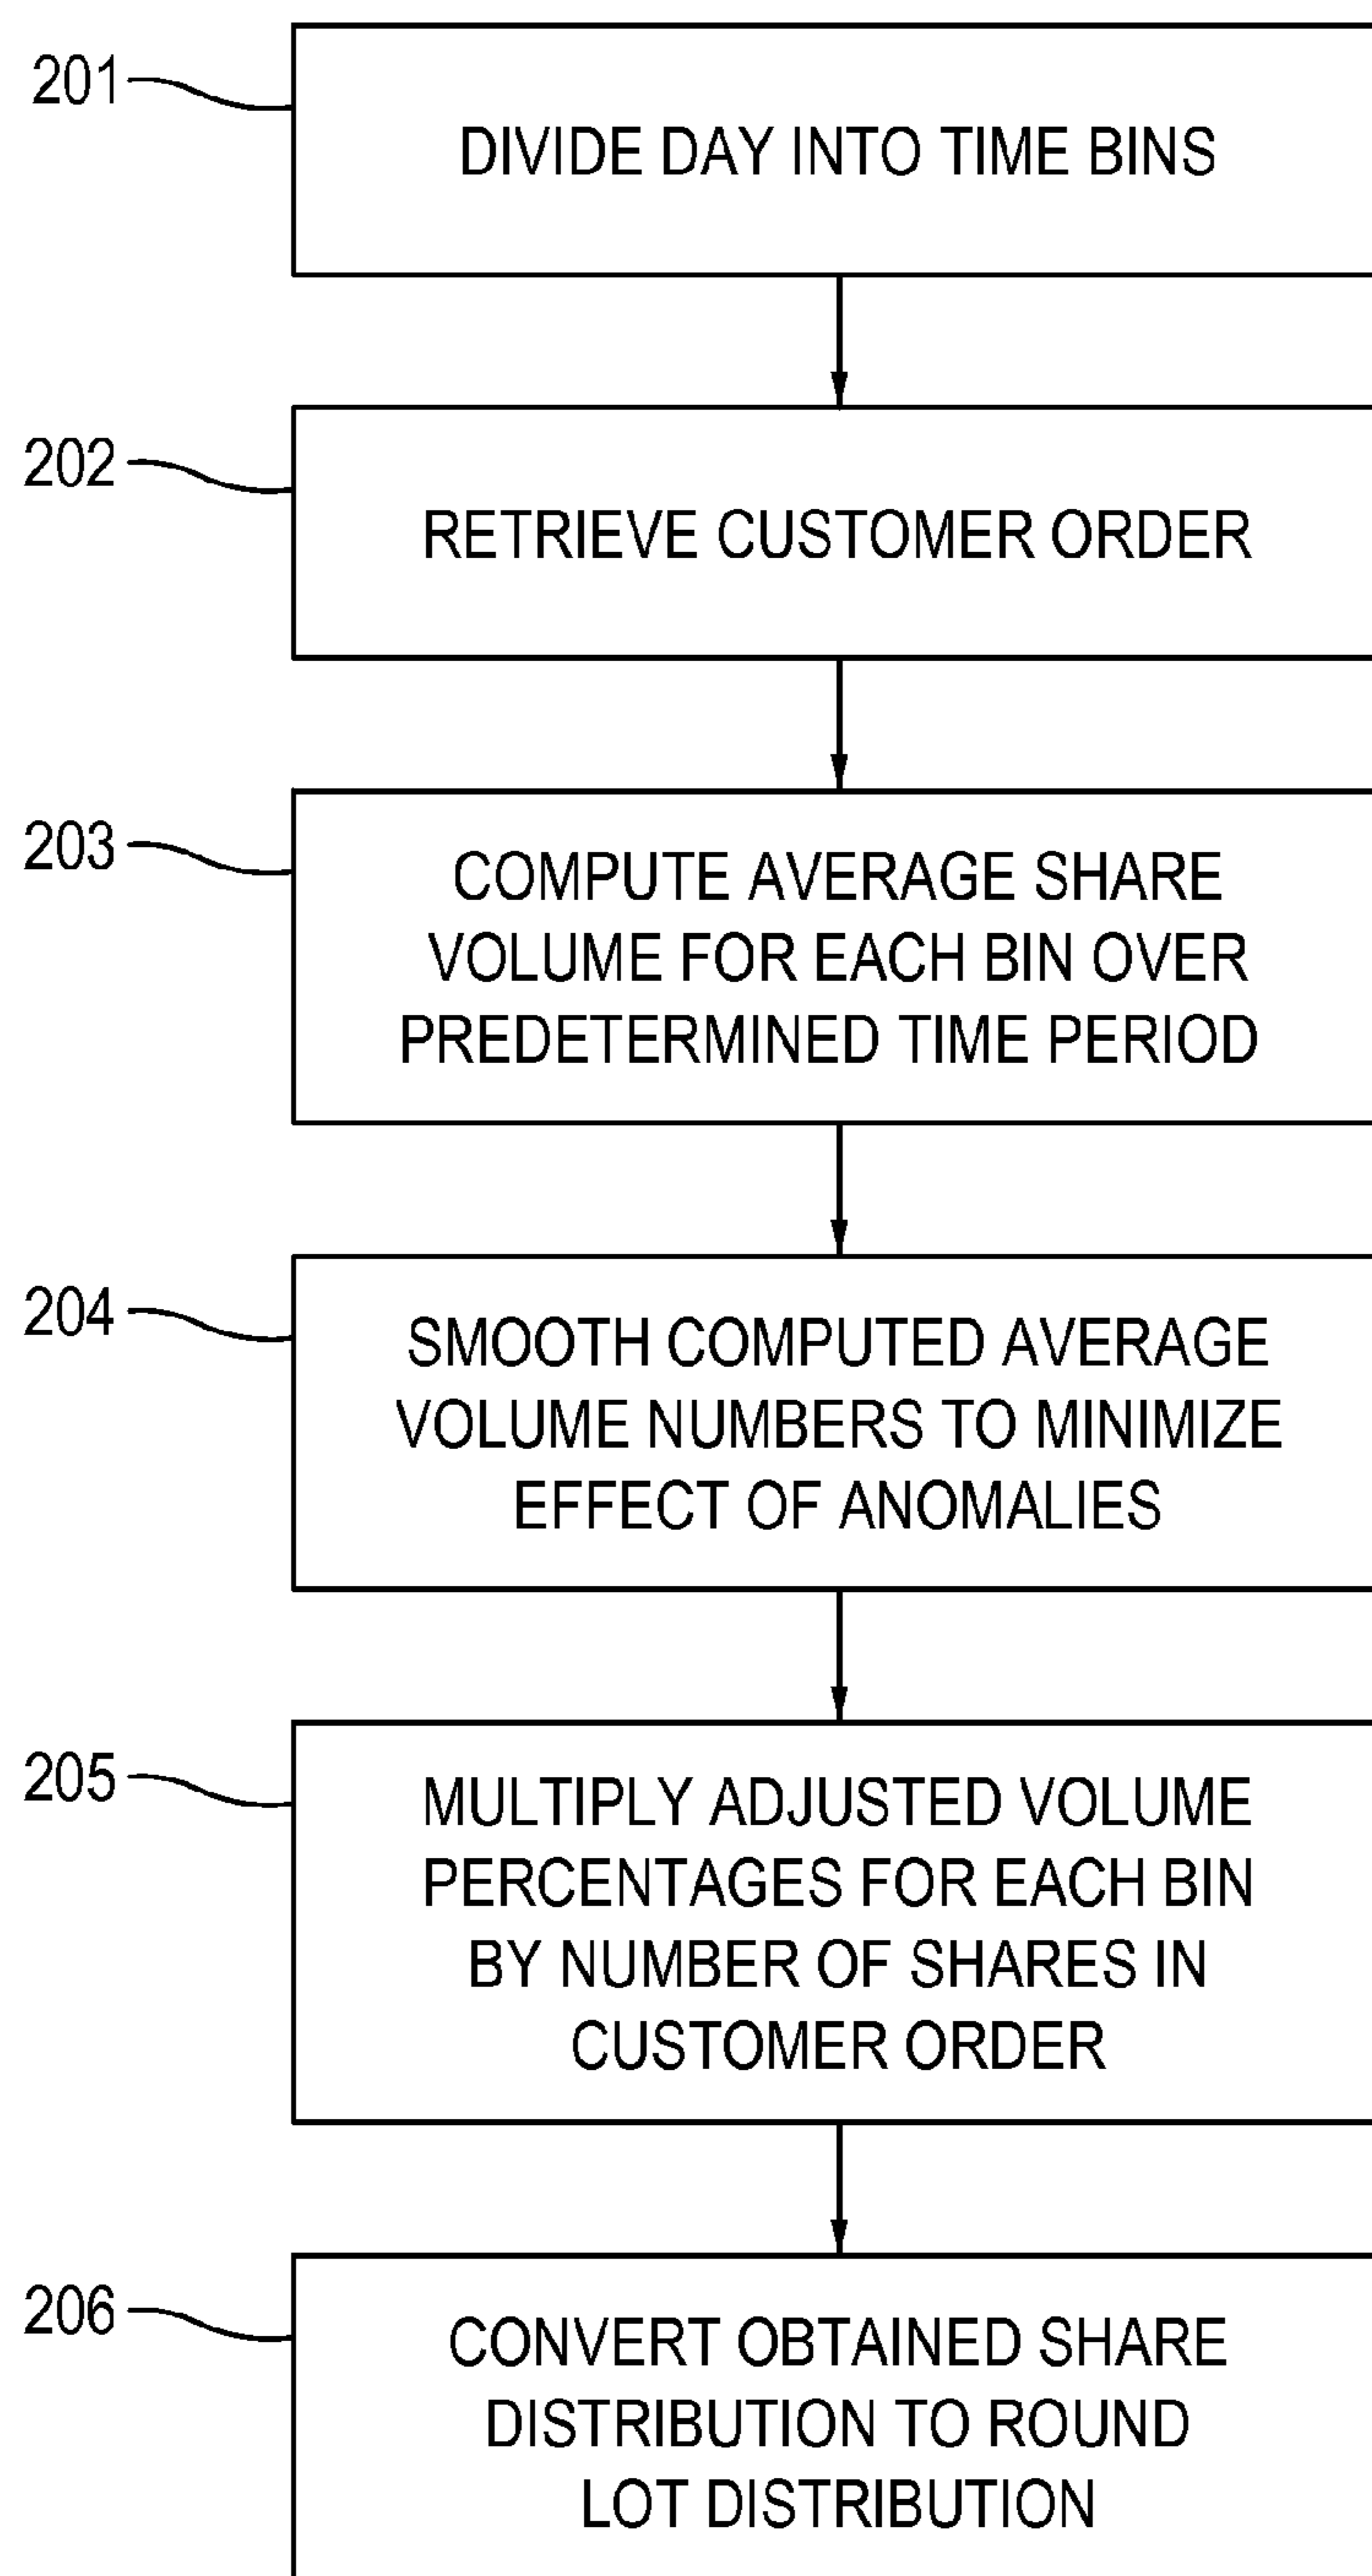 201
DIVIDE DAY INTO TIME BINS
202
RETRIEVE CUSTOMER ORDER
203
COMPUTE AVERAGE SHARE
VOLUME FOR EACH BIN OVER
PREDETERMINED TIME PERIOD
204
SMOOTH COMPUTED AVERAGE
VOLUME NUMBERS TO MINIMIZE
EFFECT OF ANOMALIES
205
MULTIPLY ADJUSTED VOLUME
PERCENTAGES FOR EACH BIN
BY NUMBER OF SHARES IN
CUSTOMER ORDER
206
CONVERT OBTAINED SHARE
DISTRIBUTION TO ROUND
LOT DISTRIBUTION